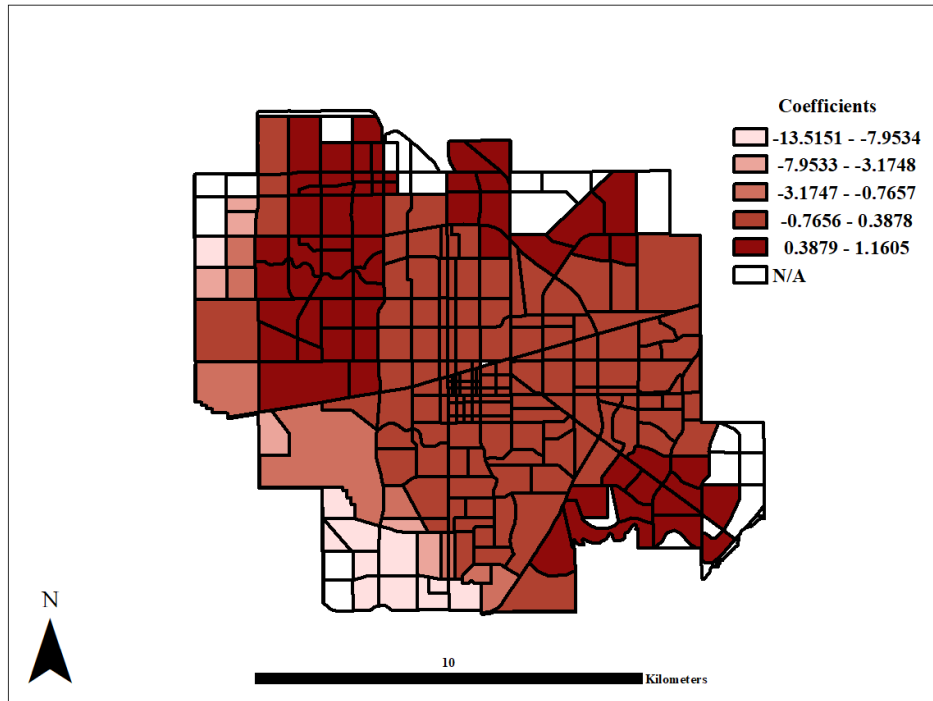 Coefficients
-13.5151 - -7.9534
-7.9533 - -3.1748
-3.1747 - -0.7657
-0.7656 - 0.3878
0.3879 - 1.1605
N/A
N
10
Kilometers